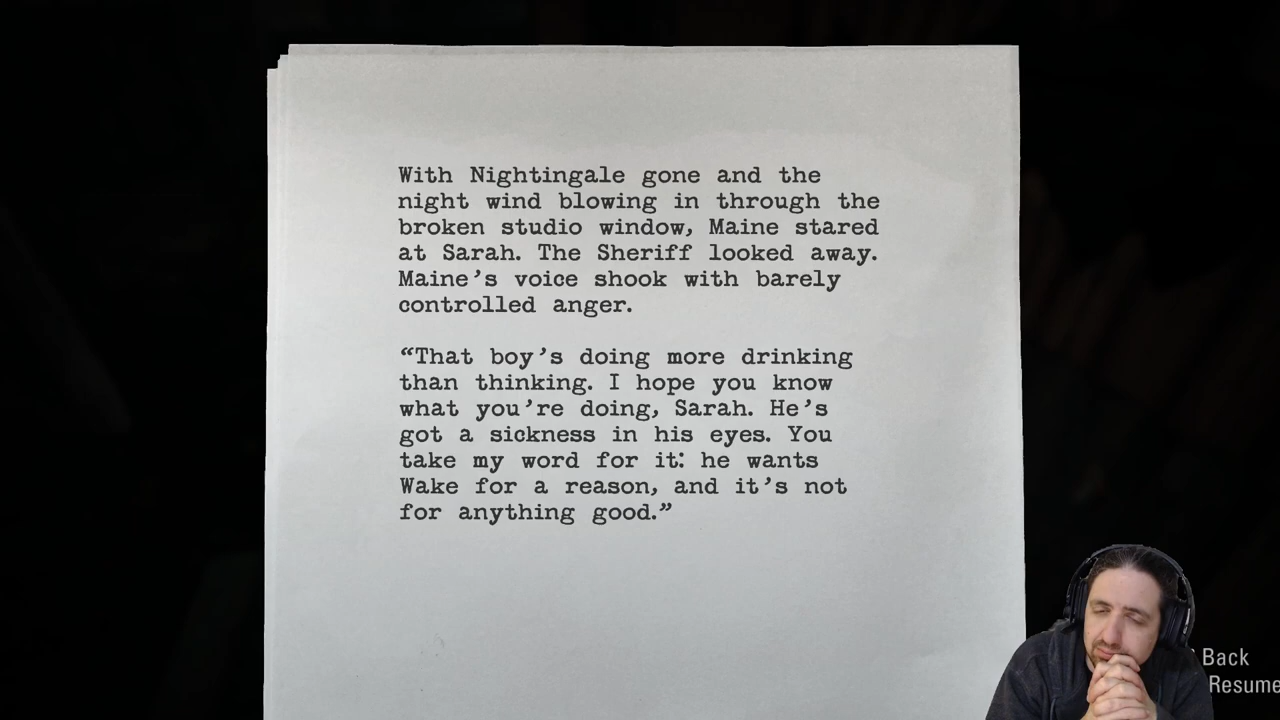 With Nightingale gone and the
night wind blowing in through the
broken studio window, Maine stared
at Sarah. The Sheriff looked away.
Maine’s voice shook with barely
controlled anger.
“That boy’s doing more drinking
than thinking. I hope you know
what you’re doing, Sarah. He’s
got a sickness in his eyes. You
take my word for it: he wants
Wake for a reason, and it’s not
for anything good.”
Back
Resume